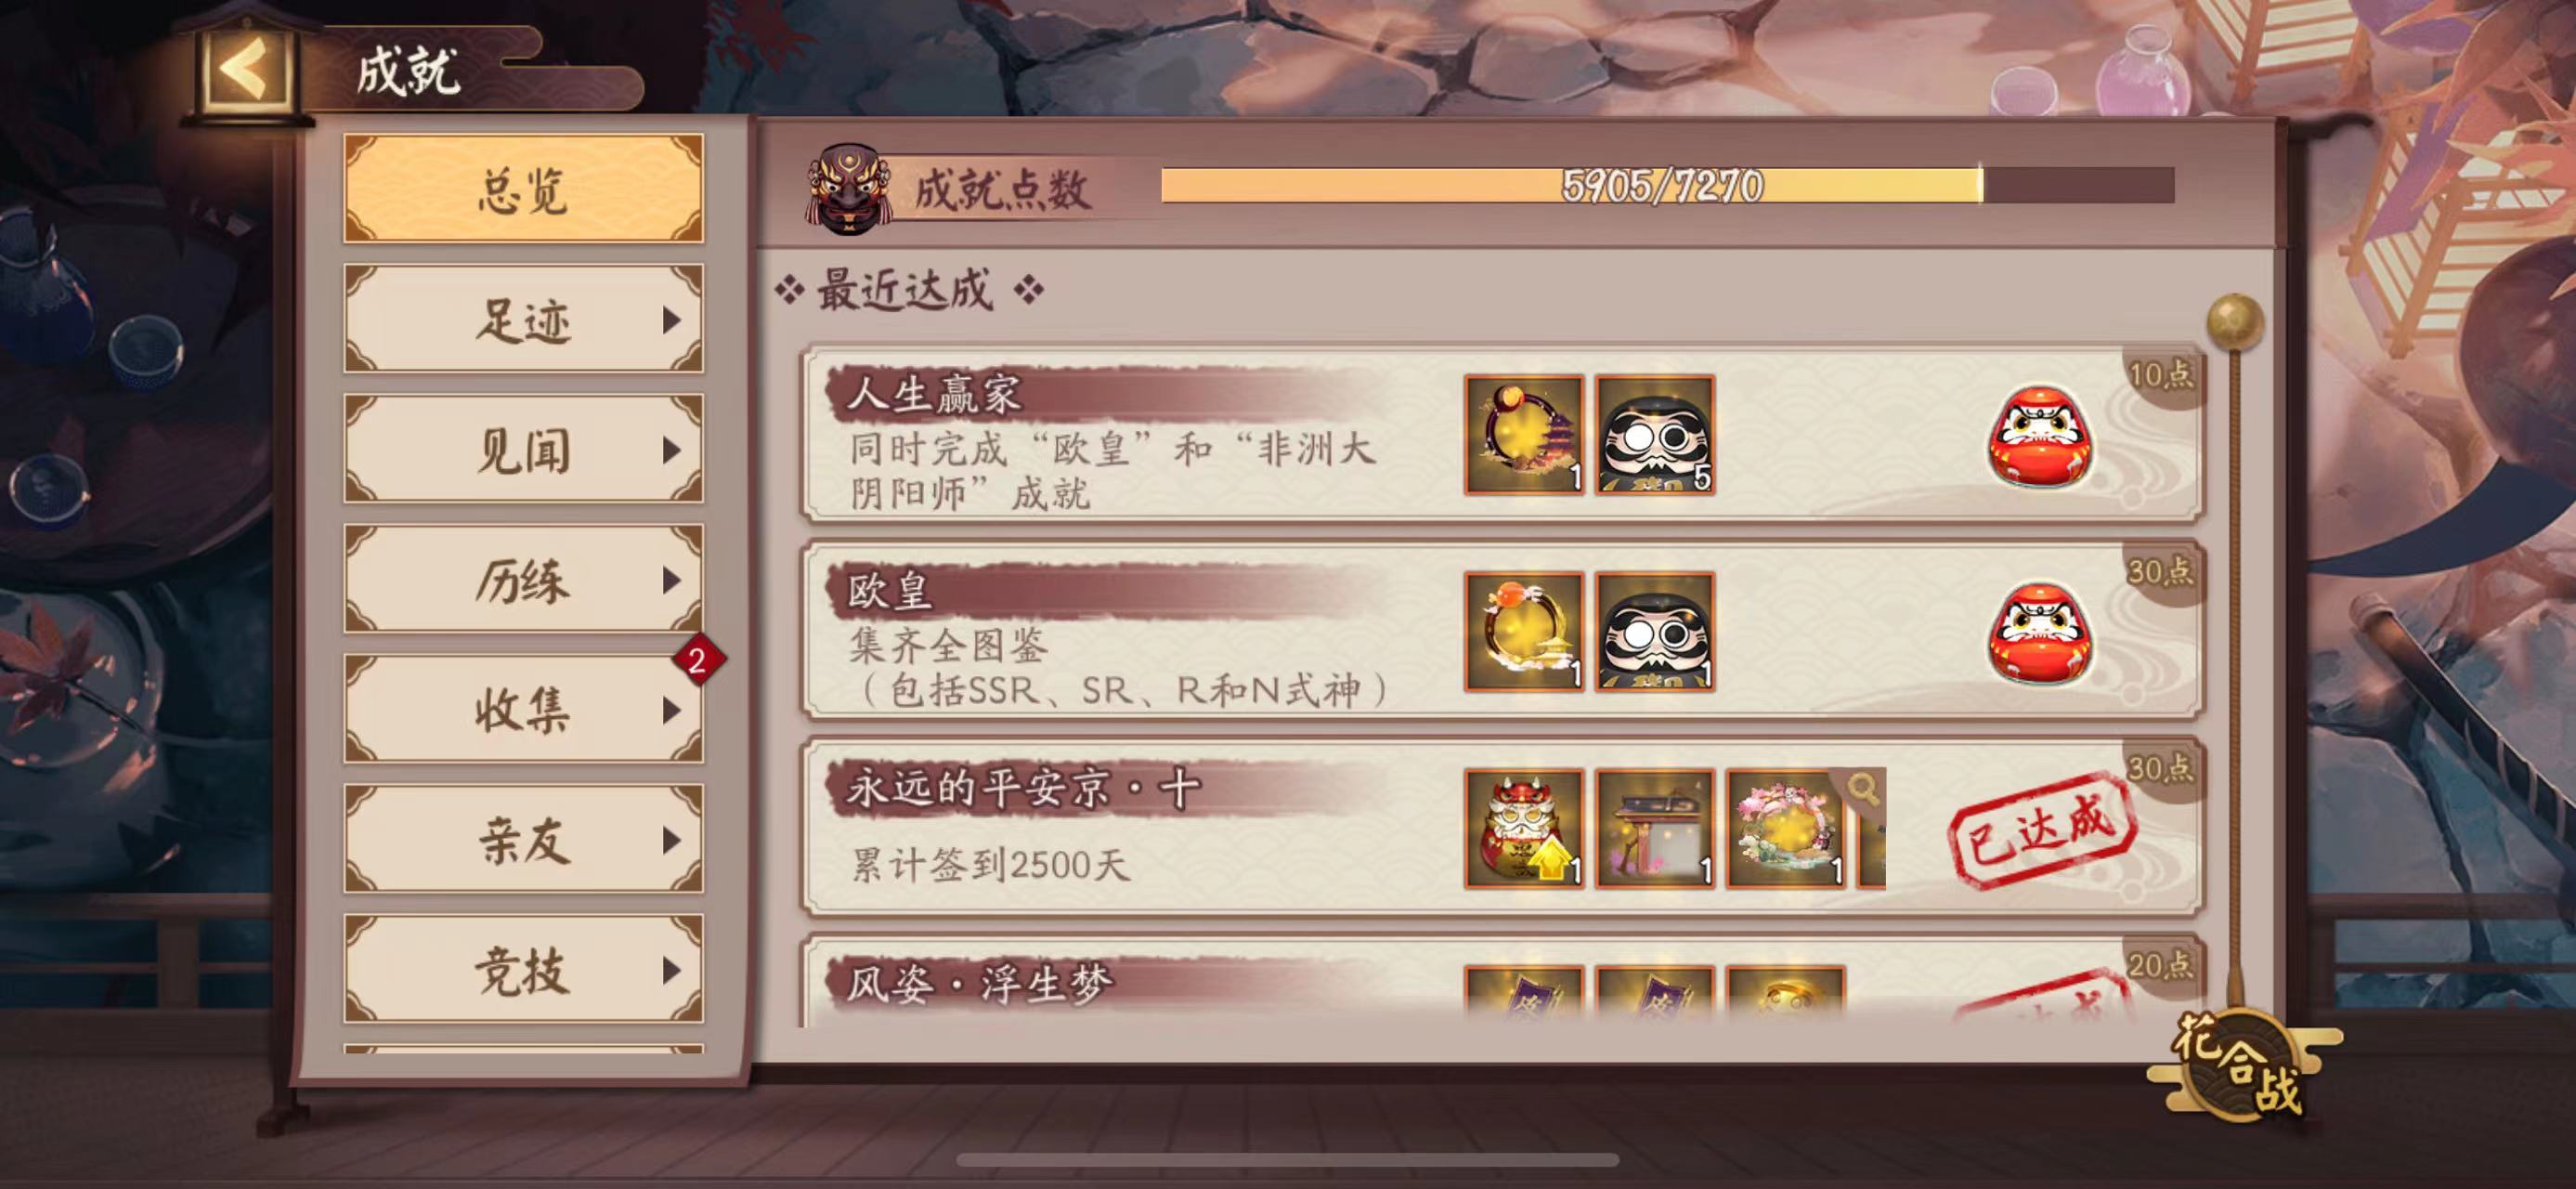 成就
总览
足迹
见闻
历练
2
收集
亲友
竞技
成就点数
5905/7270
最近达成
人生赢家
同时完成“欧皇”和“非洲大
阴阳师”成就
1
5
10点
欧皇
集齐全图鉴
（包括SSR、SR、R和N式神）
1
1
30点
永远的平安京·十
累计签到2500天
1
1
1
已达成
30点
风姿·浮生梦
20点
花合战